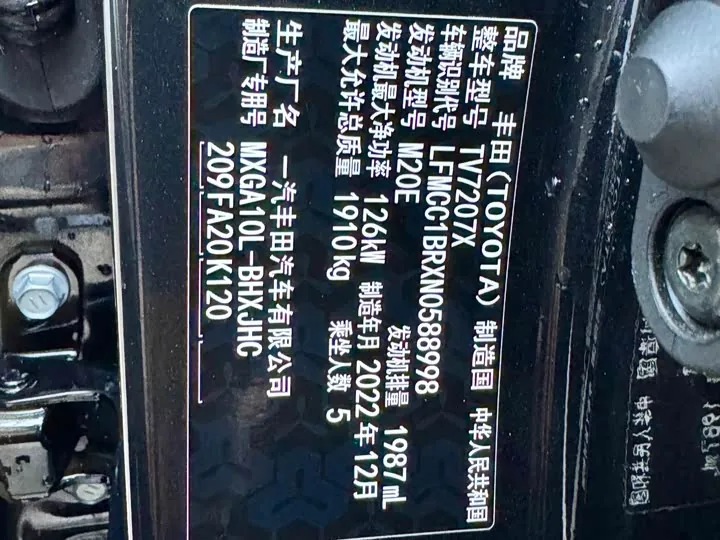 品牌 丰田(TOYOTA) 制造国 中华人民共和国
整车型号 TV7207X
车辆识别代号 LFMCC1BRXN0588998
发动机型号 M20E 发动机排量 1987mL
发动机最大净功率 126kW 制造年月 2022年12月
最大允许总质量 1910kg 乘坐人数 5
生产厂名 一汽丰田汽车有限公司
制造厂专用号 MXGA10L-BHXJHC
209FA20K120